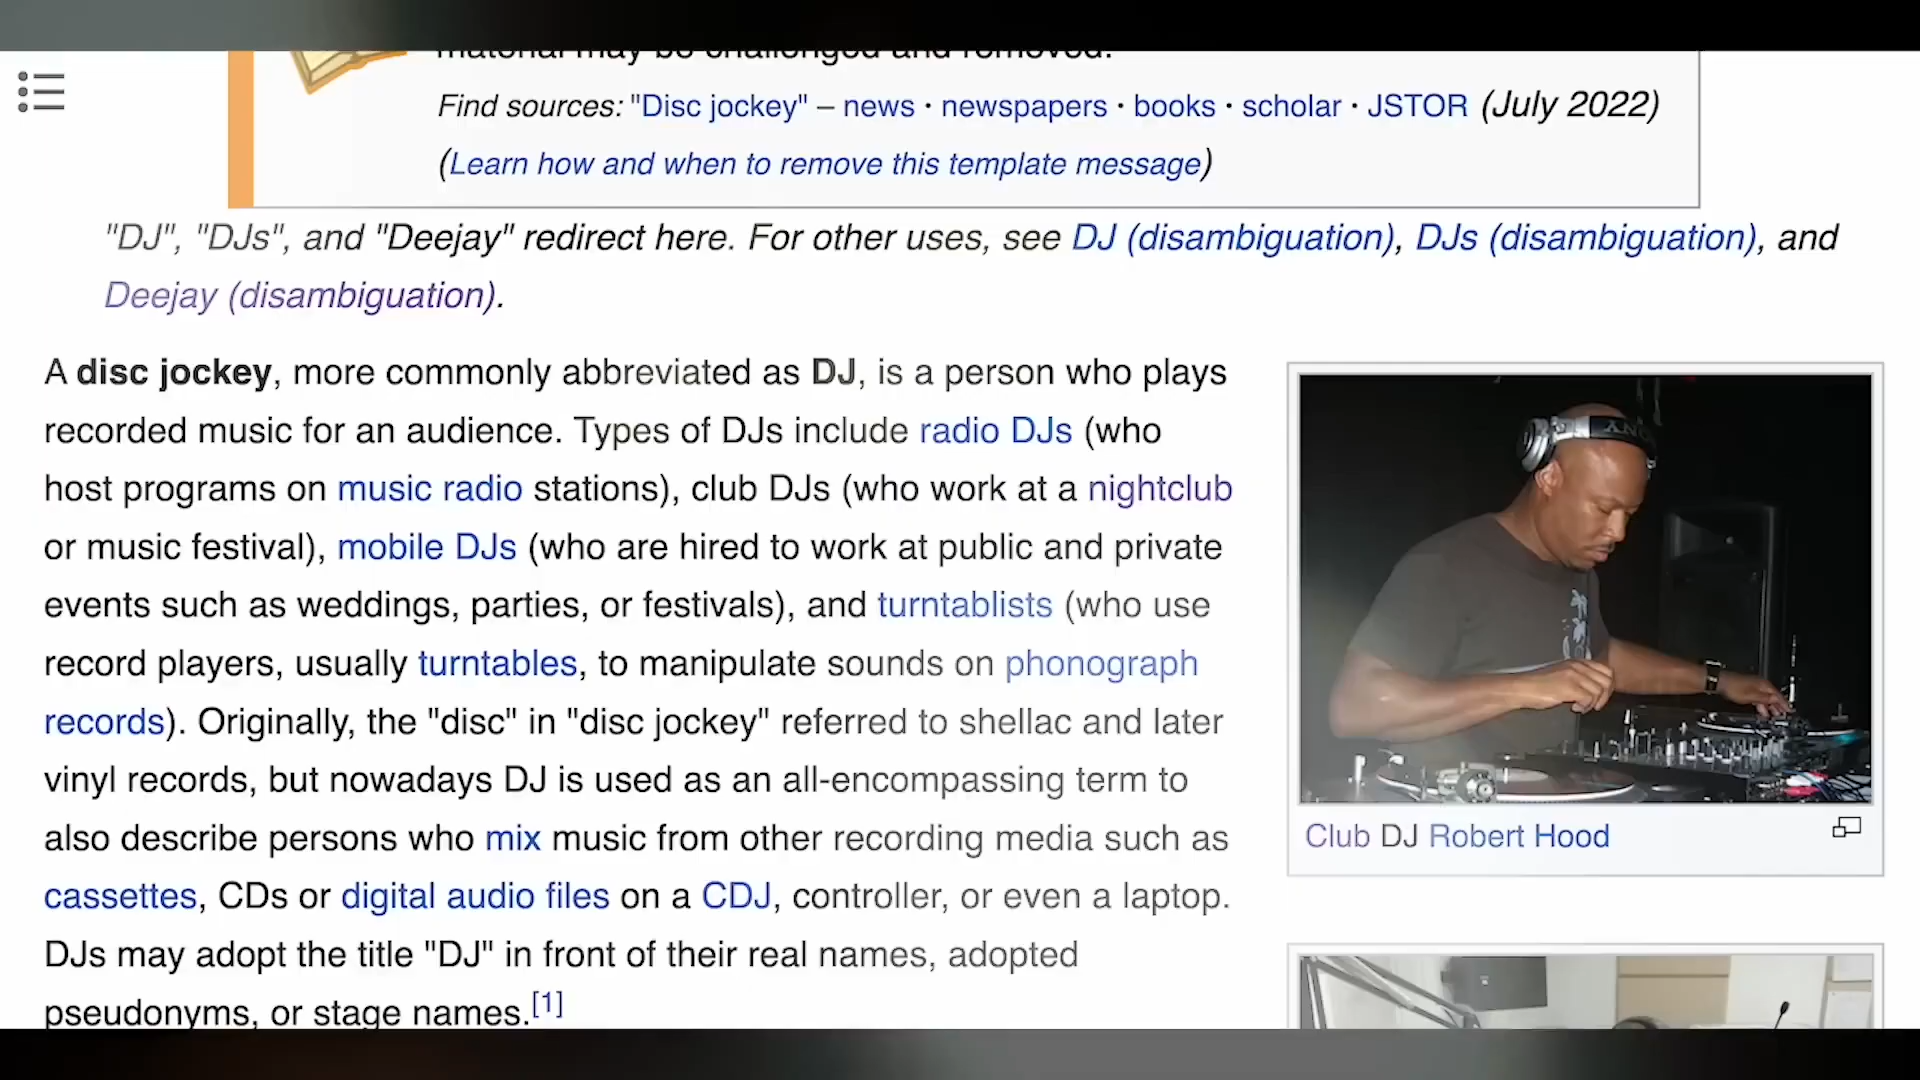 material may be challenged and removed.
Find sources: "Disc jockey" – news · newspapers · books · scholar · JSTOR (July 2022)
(Learn how and when to remove this template message)
"DJ", "DJs", and "Deejay" redirect here. For other uses, see DJ (disambiguation), DJs (disambiguation), and
Deejay (disambiguation).
A disc jockey, more commonly abbreviated as DJ, is a person who plays
recorded music for an audience. Types of DJs include radio DJs (who
host programs on music radio stations), club DJs (who work at a nightclub
or music festival), mobile DJs (who are hired to work at public and private
events such as weddings, parties, or festivals), and turntablists (who use
record players, usually turntables, to manipulate sounds on phonograph
records). Originally, the "disc" in "disc jockey" referred to shellac and later
vinyl records, but nowadays DJ is used as an all-encompassing term to
also describe persons who mix music from other recording media such as
cassettes, CDs or digital audio files on a CDJ, controller, or even a laptop.
DJs may adopt the title "DJ" in front of their real names, adopted
pseudonyms, or stage names.[1]
SONY
Club DJ Robert Hood